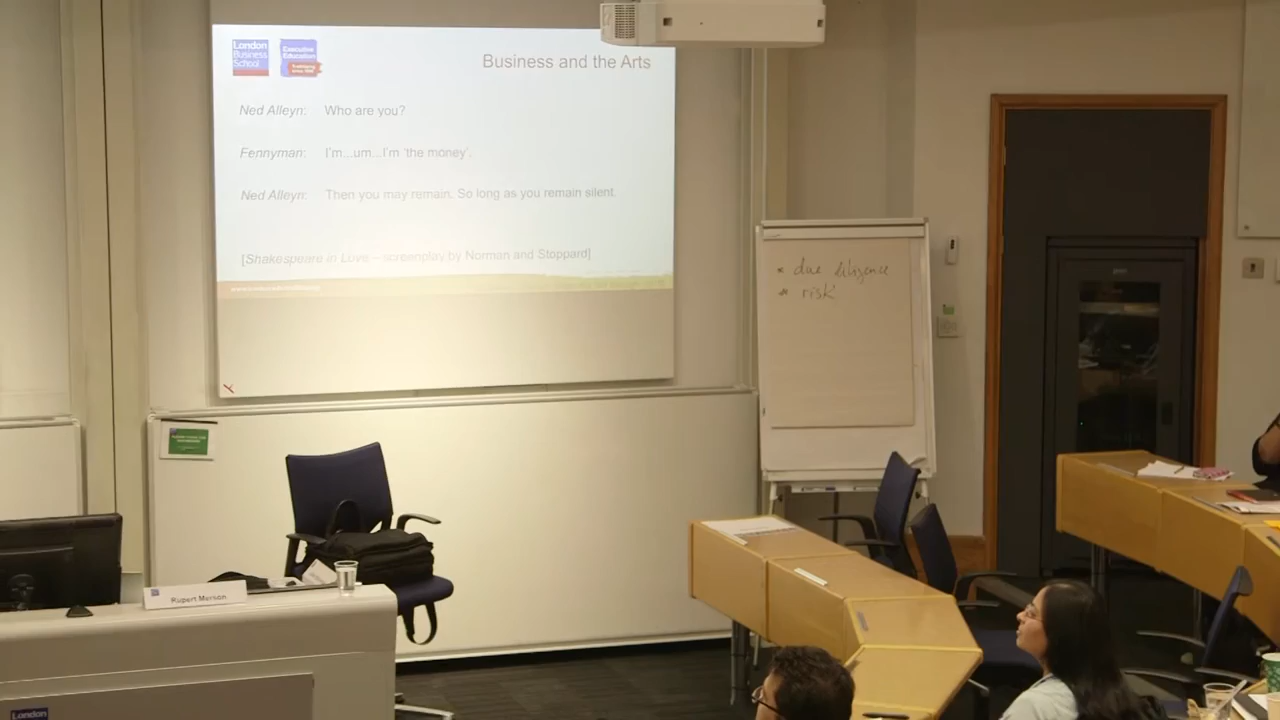 London
Business
School
Executive
Education
Business and the Arts
Ned Alleyn: Who are you?
Fennyman: I'm...um...I'm 'the money'.
Ned Alleyn: Then you may remain. So long as you remain silent.
[Shakespeare in Love – screenplay by Norman and Stoppard]
* due diligence
* risk
Rupert Merson
London